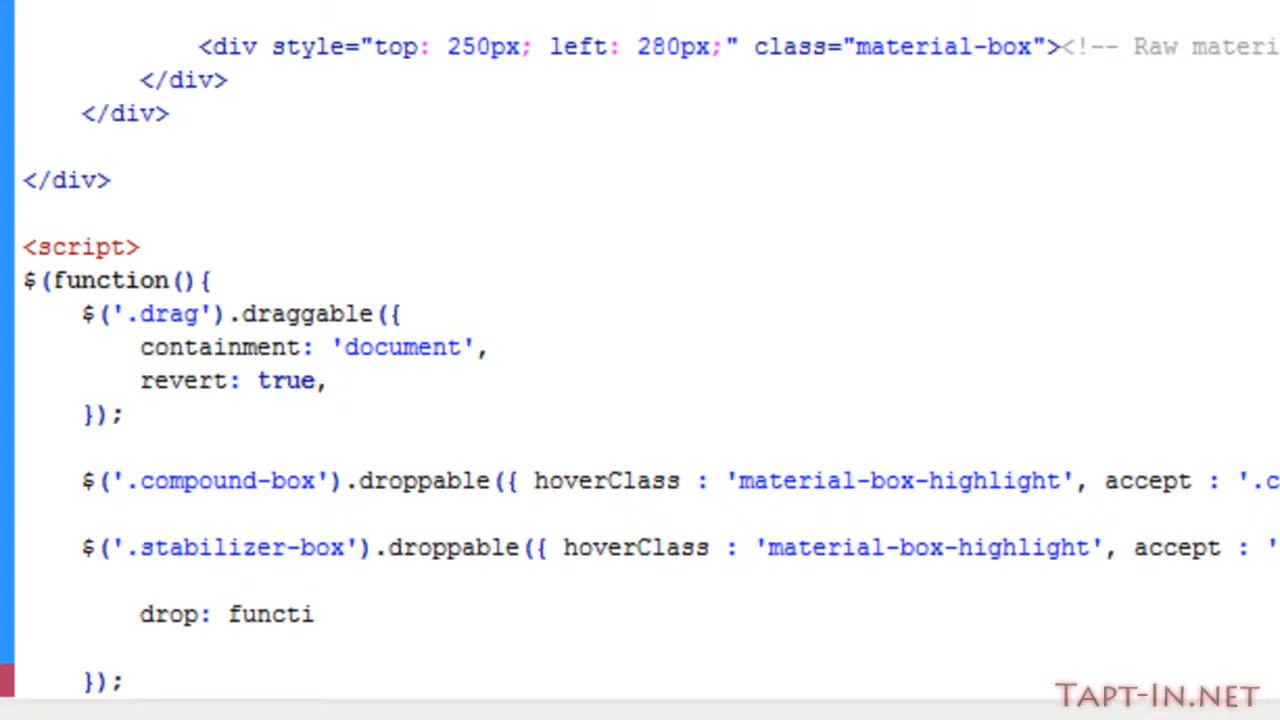 <div style="top: 250px; left: 280px;" class="material-box"><!-- Raw materi
</div>
</div>
</div>
<script>
$(function(){
$('.drag').draggable({
containment: 'document',
revert: true,
});
$('.compound-box').droppable({ hoverClass : 'material-box-highlight', accept : '.c
$('.stabilizer-box').droppable({ hoverClass : 'material-box-highlight', accept : '
drop: functi
});
TAPT-IN.NET